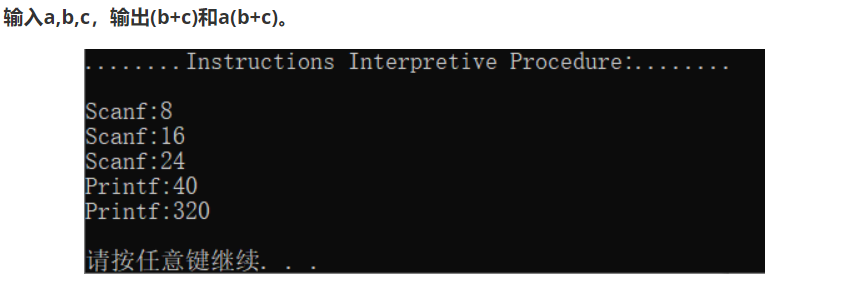 输入a,b,c，输出(b+c)和a(b+c)。
........Instructions Interpretive Procedure:........
Scanf:8
Scanf:16
Scanf:24
Printf:40
Printf:320
请按任意键继续. . .